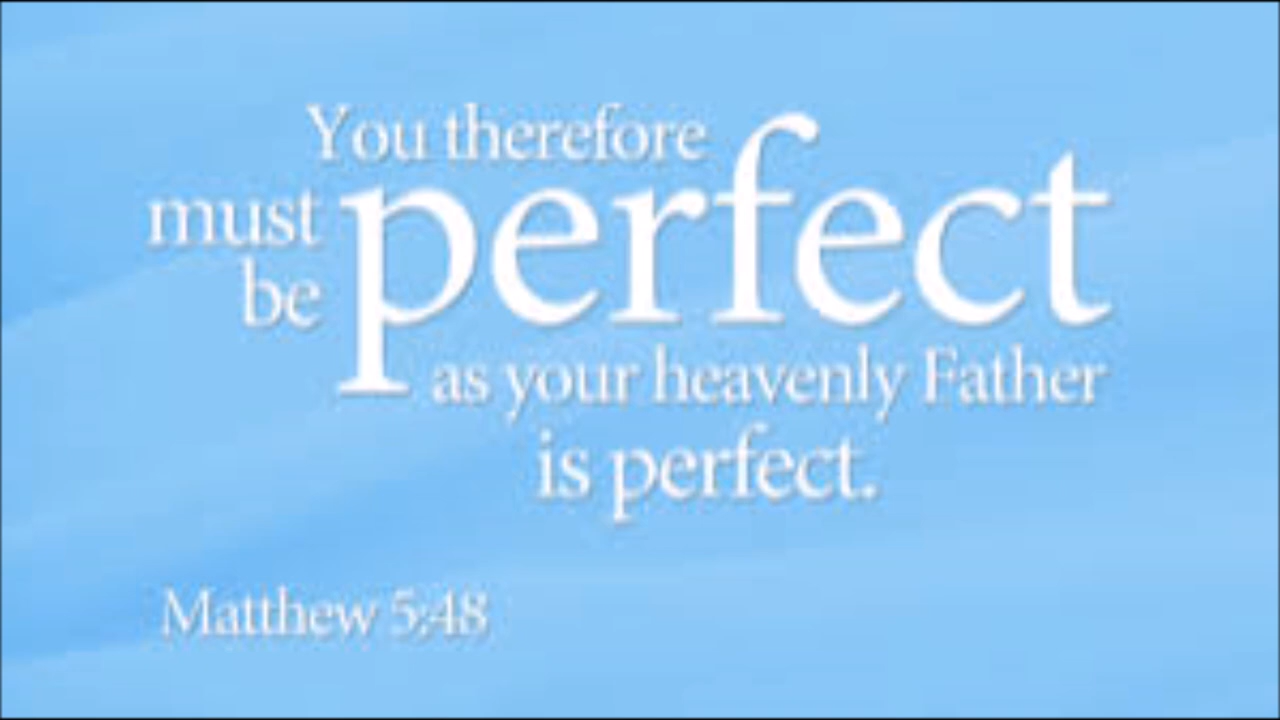 You therefore
must be perfect
as your heavenly Father
is perfect.
Matthew 5:48